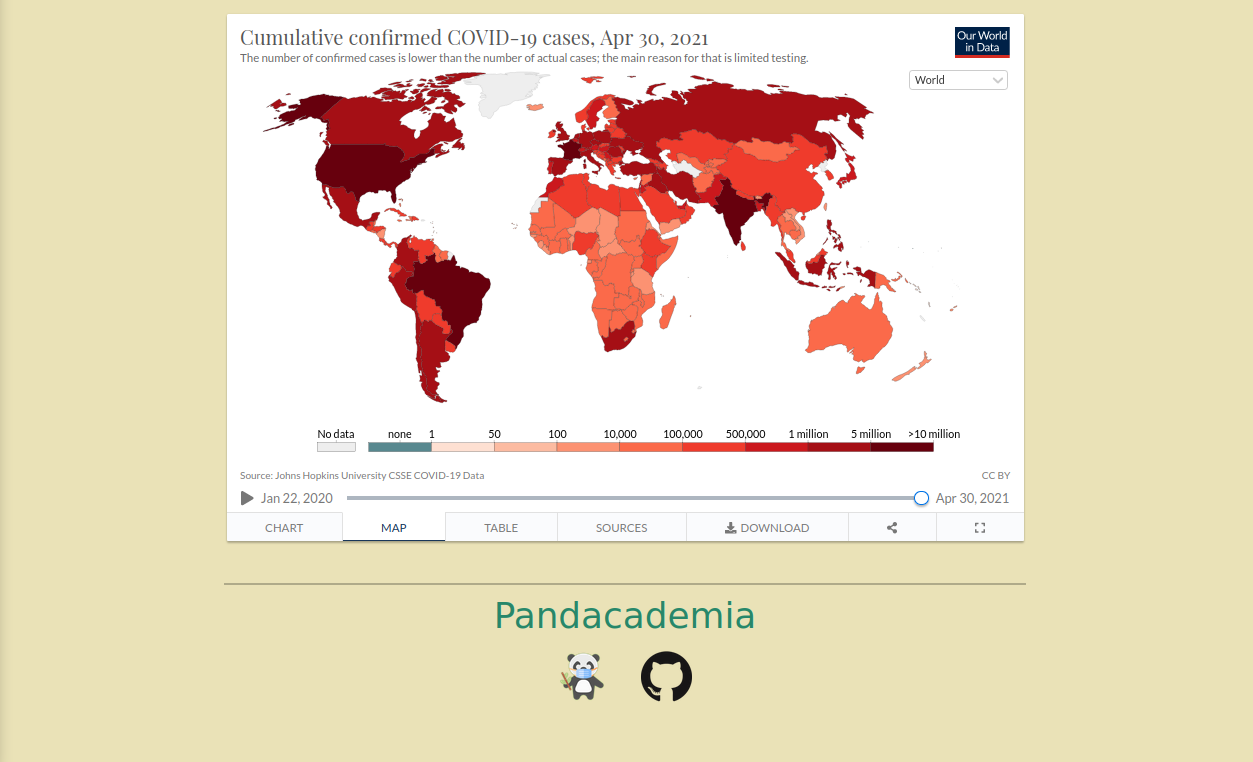 Cumulative confirmed COVID-19 cases, Apr 30, 2021
The number of confirmed cases is lower than the number of actual cases; the main reason for that is limited testing.
Our World
in Data
World
No data
none 1 50 100 10,000 100,000 500,000 1 million 5 million >10 million
Source: Johns Hopkins University CSSE COVID-19 Data
CC BY
Jan 22, 2020
Apr 30, 2021
CHART
MAP
TABLE
SOURCES
DOWNLOAD
Pandacademia